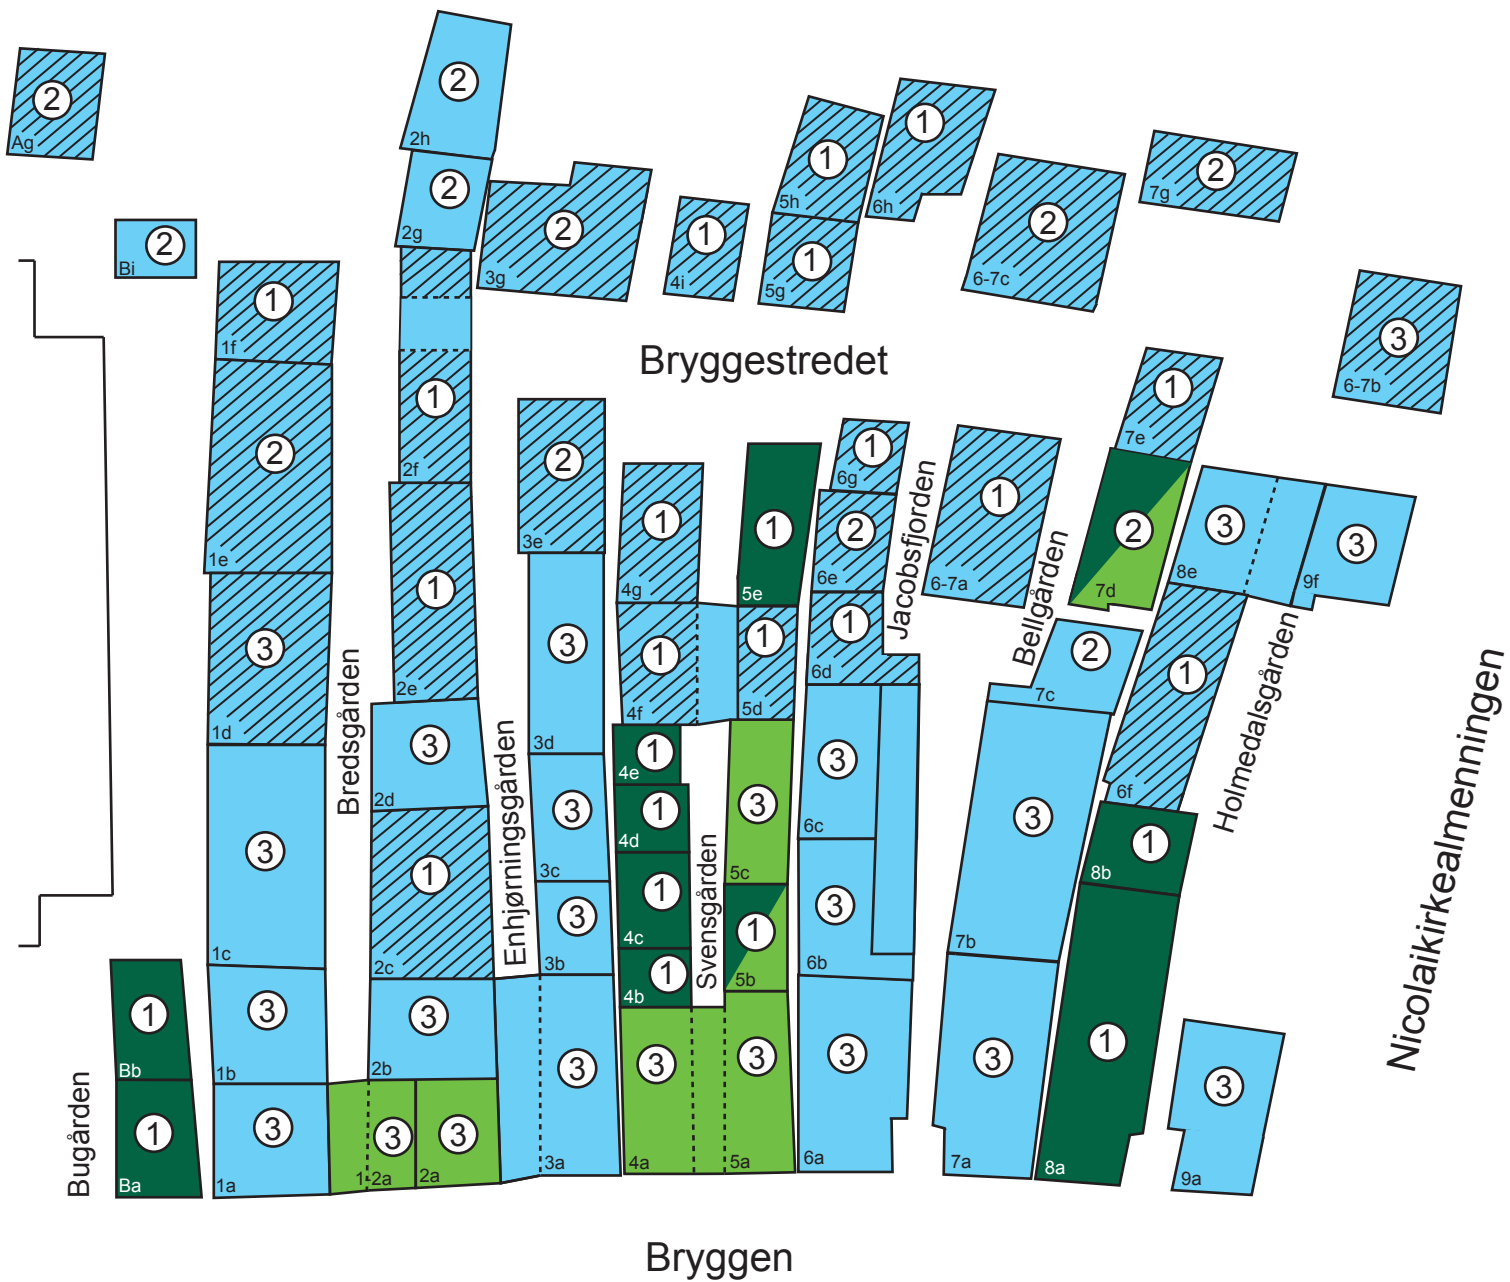 2
2h
2
Ag
1
5h
1
6h
2
7g
2
2g
2
3g
1
4i
1
5g
2
6-7c
2
Bi
1
1f
Bryggestredet
3
6-7b
1
2f
1
7e
2
1e
2
3e
1
6g
1
4g
1
5e
2
6e
Jacobsfjorden
1
6-7a
2
7d
Bellgården
3
8e
3
9f
3
1d
Bredsgården
1
2e
3
3d
1
4f
1
5d
1
6d
2
7c
1
6f
Holmedalsgården
Nicolaikirkealmenningen
3
2d
Enhjørningsgården
3
1c
1
2c
3
3c
3
3b
1
4e
1
4d
1
4c
1
4b
Svensgården
3
5c
1
5b
3
6c
3
6b
3
7b
1
8b
1
Bb
3
1b
3
2b
1
Ba
Bugården
3
1a
3
1-2a
3
2a
3
3a
3
4a
3
5a
3
6a
3
7a
1
8a
3
9a
Bryggen